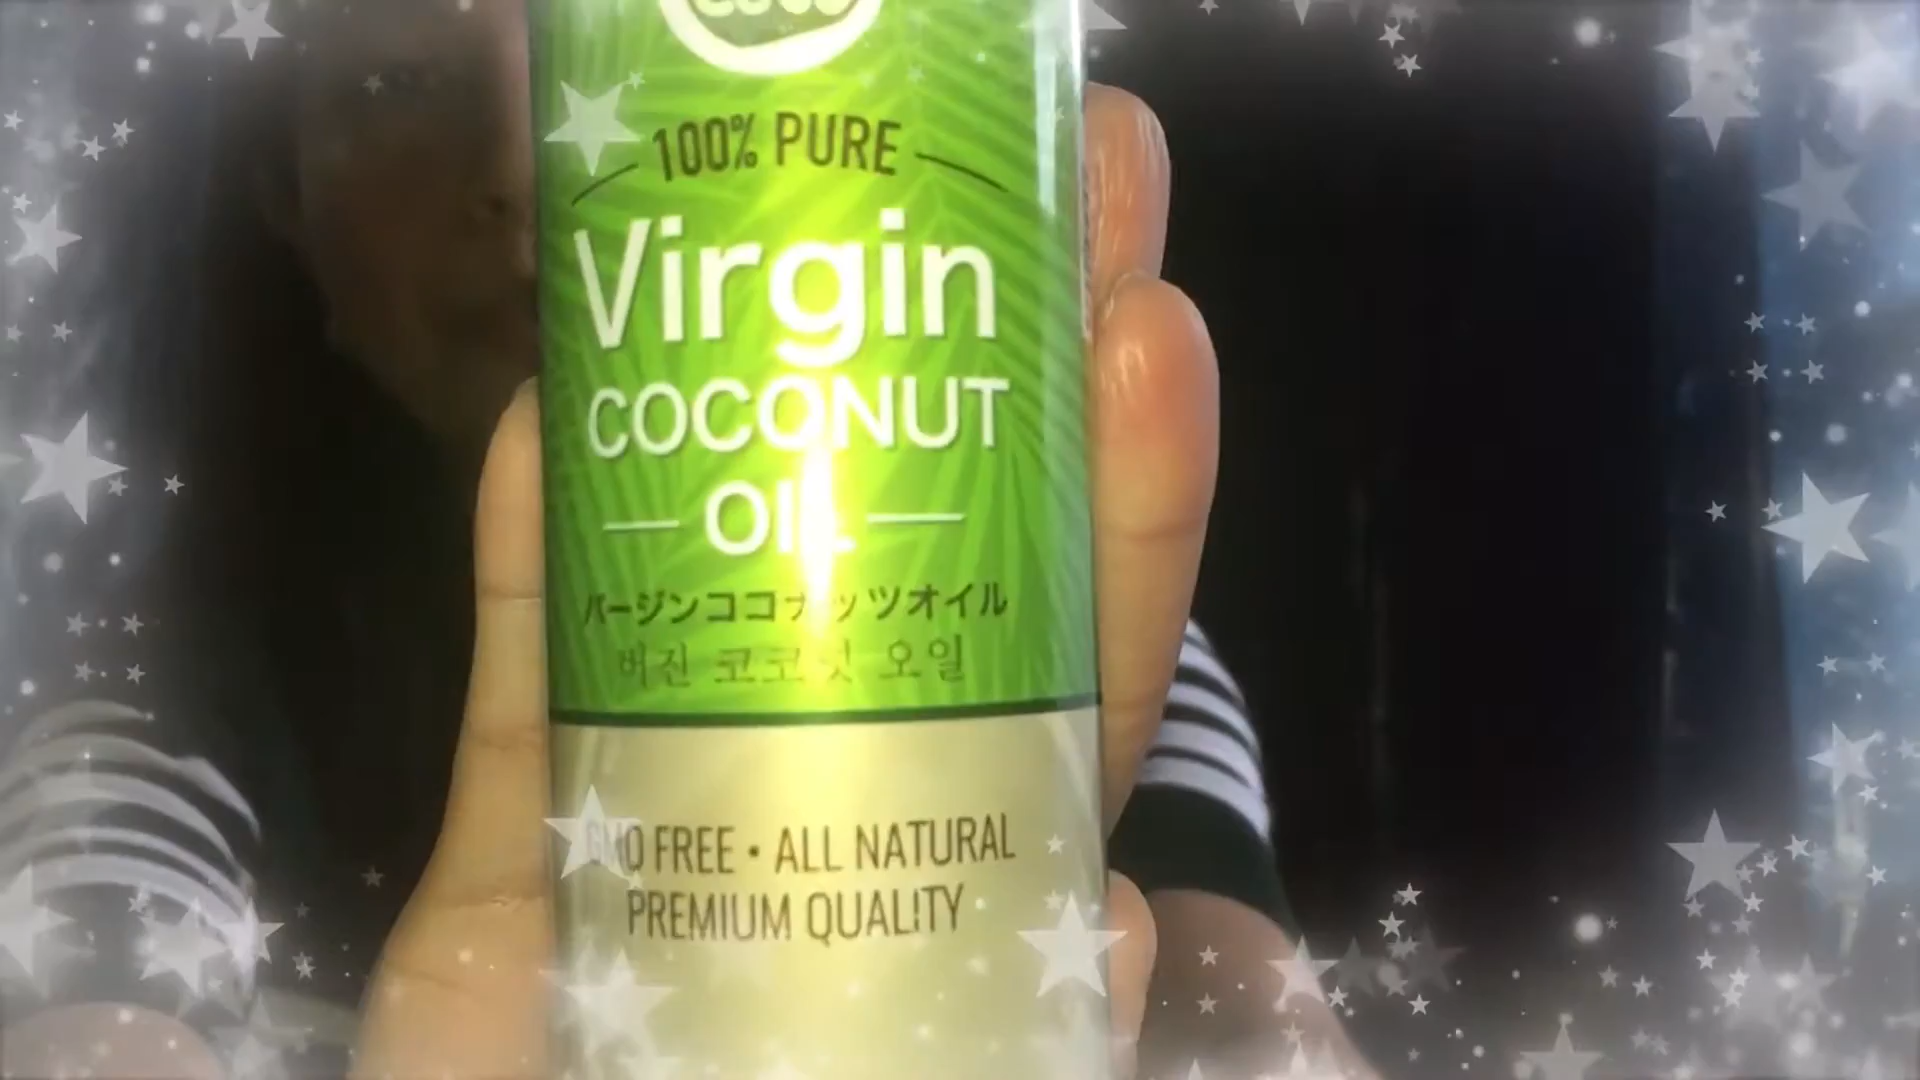 100% PURE
Virgin
COCONUT
OIL
バージンココナッツオイル
버진 코코넛 오일
GMO FREE • ALL NATURAL
PREMIUM QUALITY